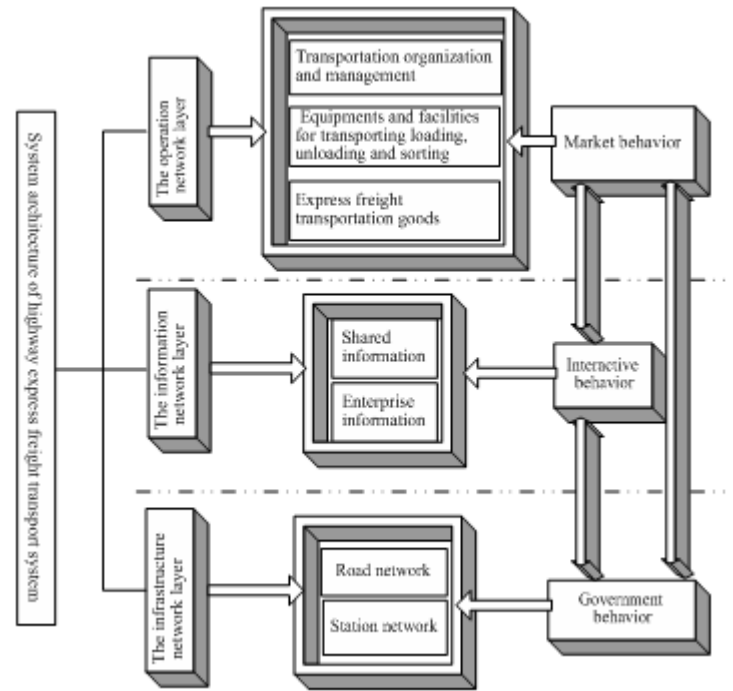 System architecture of highway express freight transport system
The operation
network layer
Transportation organization
and management
Equipments and facilities
for transporting loading,
unloading and sorting
Express freight
transportation goods
Market behavior
The information
network layer
Shared
information
Enterprise
information
Interactive
behavior
The infrastructure
network layer
Road network
Station network
Government
behavior